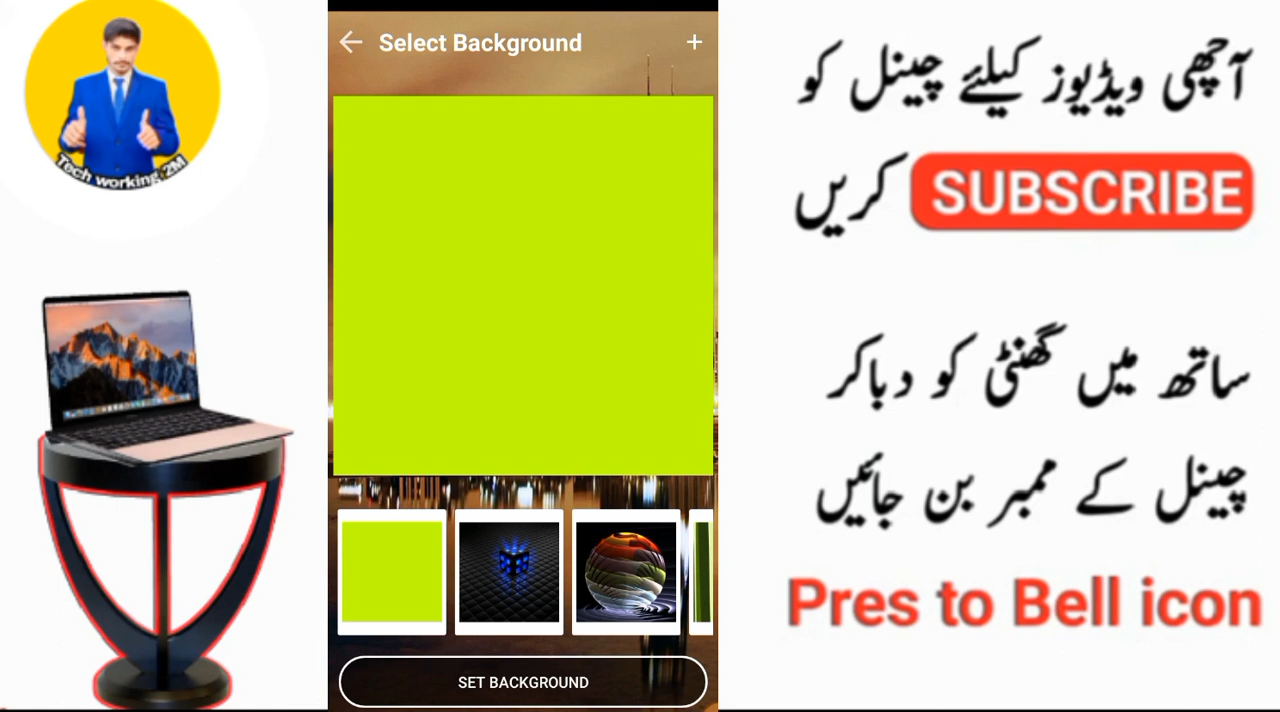 Tech working 2M
Select Background
SET BACKGROUND
آچھی ویڈیوز کیلئے چینل کو
SUBSCRIBE کریں
ساتھ میں گھنٹی کو دباکر
چینل کے ممبر بن جائیں
Pres to Bell icon